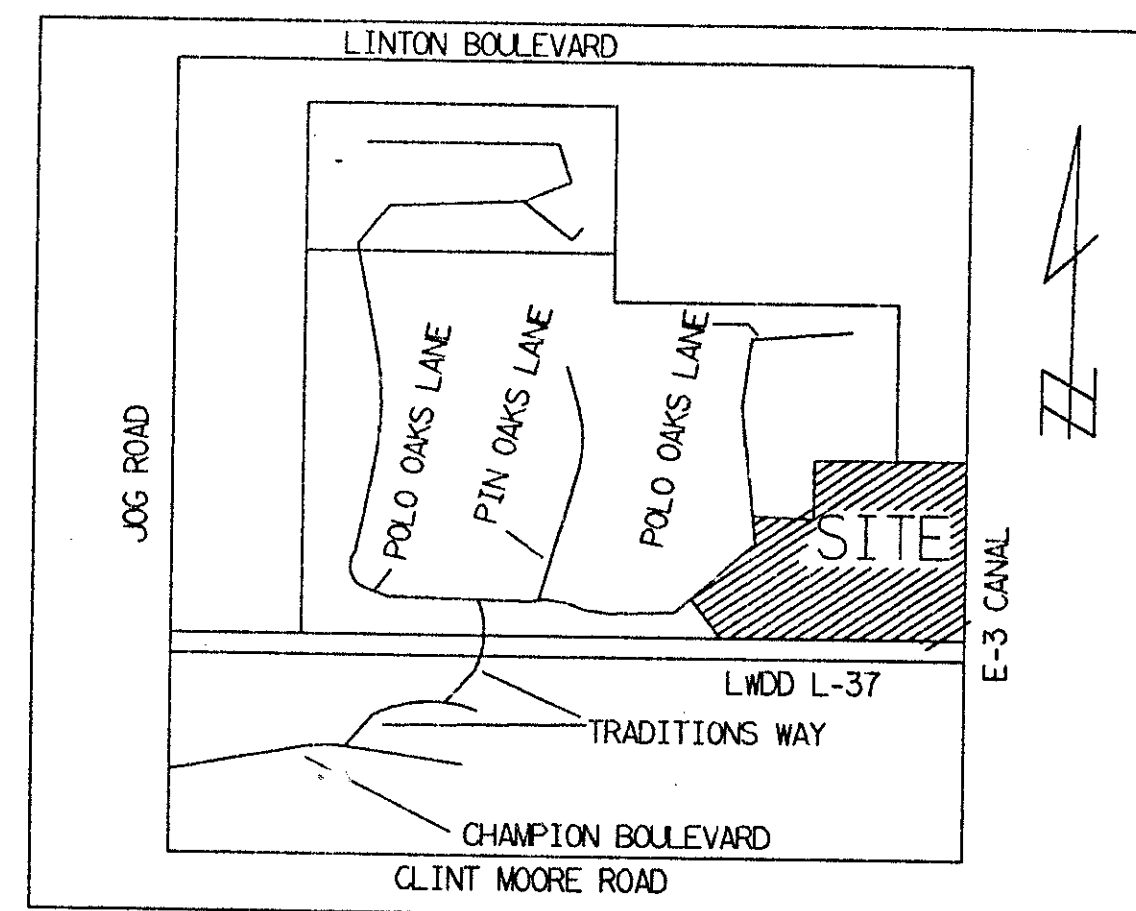 LINTON BOULEVARD
POLO OAKS LANE
PIN OAKS LANE
POLO OAKS LANE
JOG ROAD
SITE
E-3 CANAL
LWDD L-37
TRADITIONS WAY
CHAMPION BOULEVARD
CLINT MOORE ROAD
N